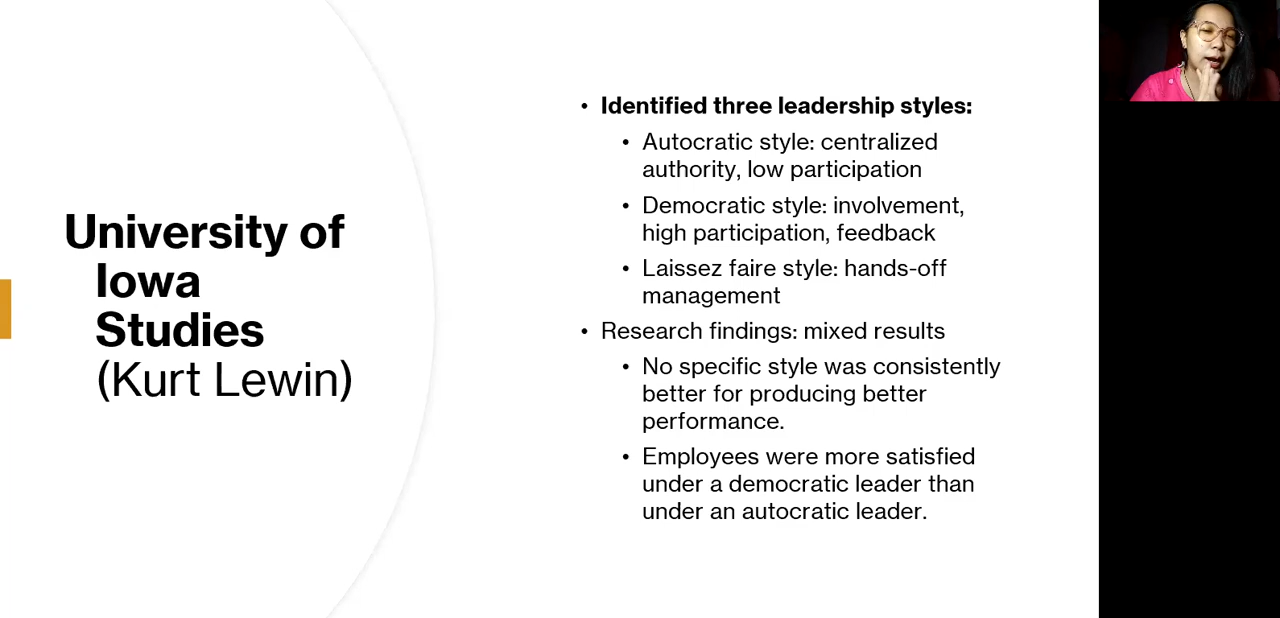 University of
Iowa
Studies
(Kurt Lewin)
• Identified three leadership styles:
• Autocratic style: centralized
authority, low participation
• Democratic style: involvement,
high participation, feedback
• Laissez faire style: hands-off
management
• Research findings: mixed results
• No specific style was consistently
better for producing better
performance.
• Employees were more satisfied
under a democratic leader than
under an autocratic leader.